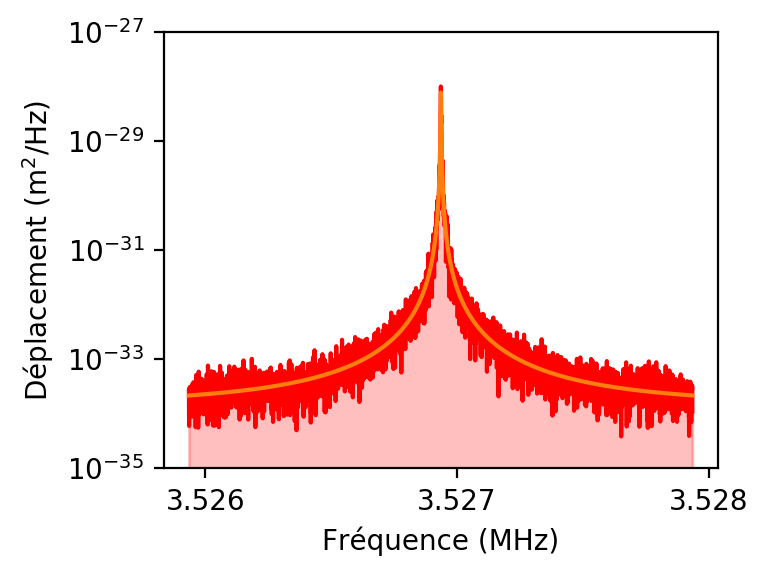 10⁻²⁷
10⁻²⁹
10⁻³¹
10⁻³³
10⁻³⁵
Déplacement (m²/Hz)
3.526 3.527 3.528
Fréquence (MHz)